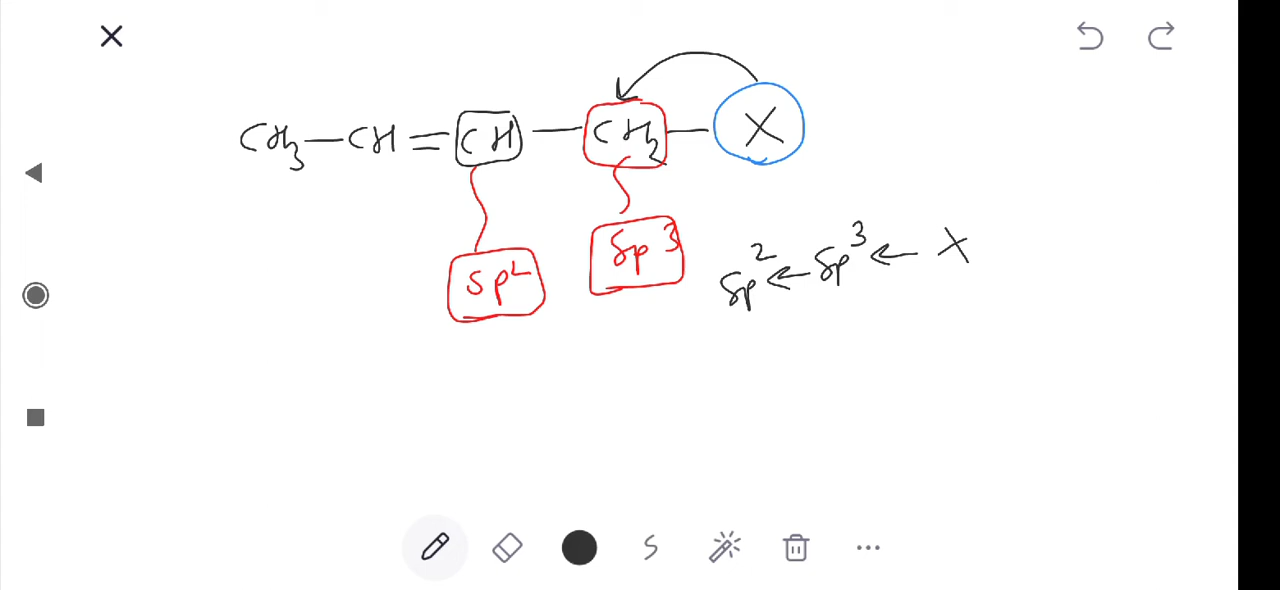 CH₃—CH=CH—CH₂—X
Sp² Sp³
Sp² ← Sp³ ← X